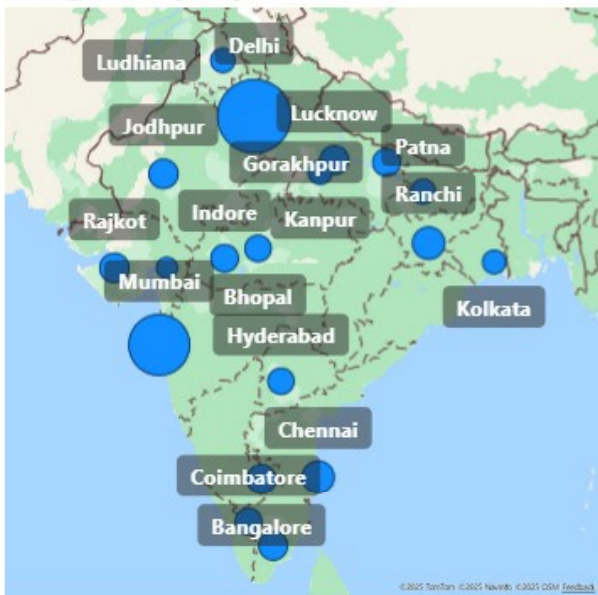 Delhi
Ludhiana
Lucknow
Jodhpur
Patna
Gorakhpur
Ranchi
Indore
Kanpur
Rajkot
Mumbai
Bhopal
Kolkata
Hyderabad
Chennai
Coimbatore
Bangalore
©2025 TomTom ©2025 NavInfo ©2025 OSM Feedback